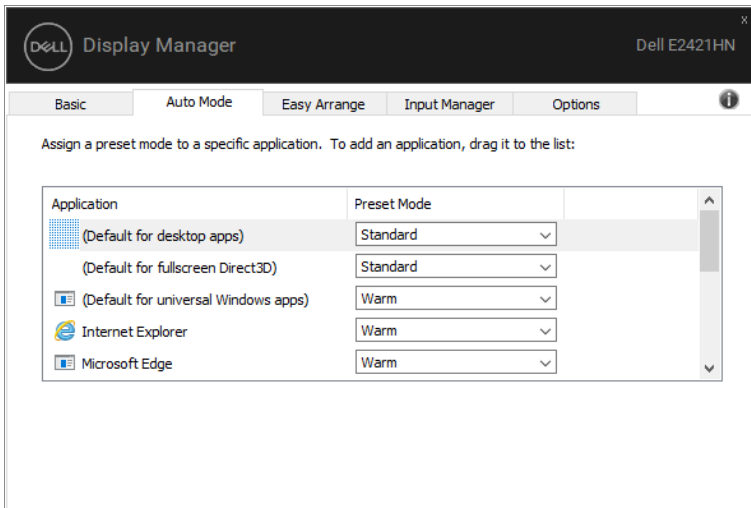 x
DELL Display Manager Dell E2421HN
Basic Auto Mode Easy Arrange Input Manager Options i
Assign a preset mode to a specific application. To add an application, drag it to the list:
Application Preset Mode
(Default for desktop apps) Standard
(Default for fullscreen Direct3D) Standard
(Default for universal Windows apps) Warm
Internet Explorer Warm
Microsoft Edge Warm